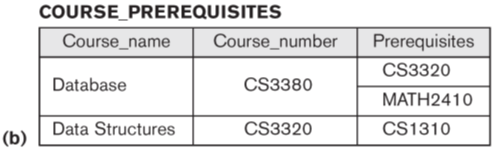 COURSE_PREREQUISITES
Course_name Course_number Prerequisites
Database CS3380 CS3320
MATH2410
Data Structures CS3320 CS1310
(b)